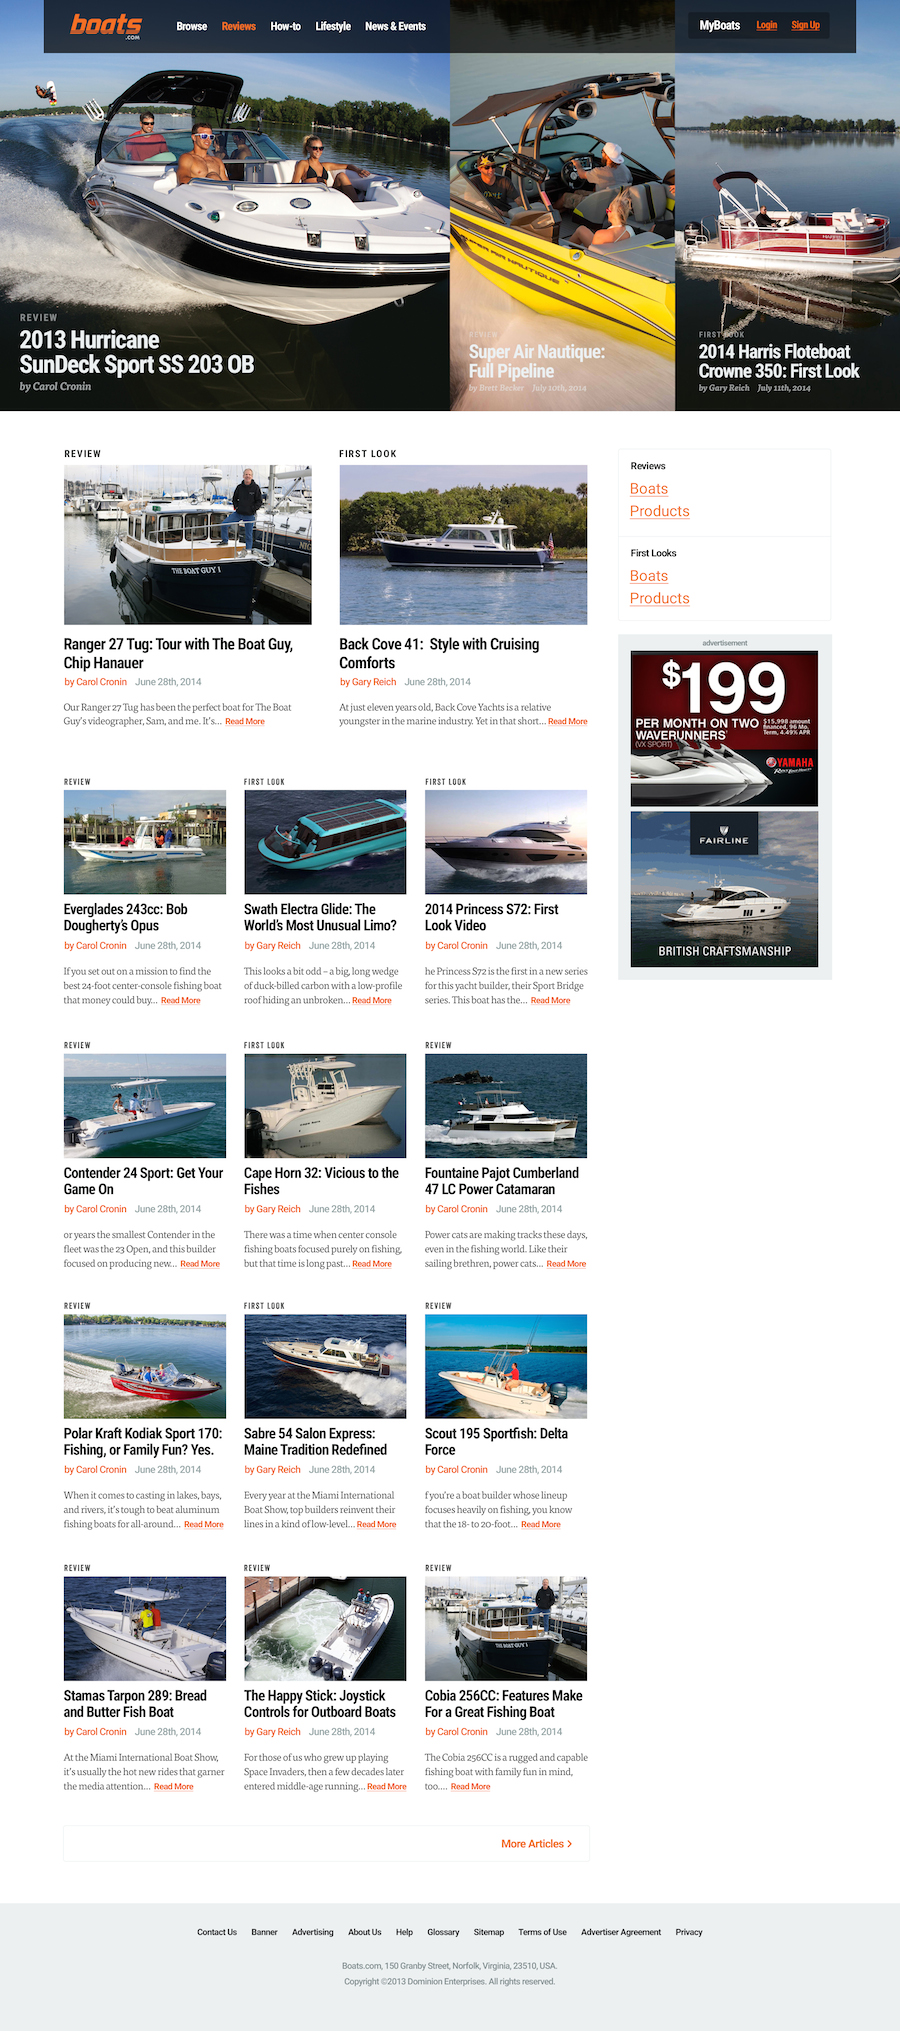 boats
.COM
Browse Reviews How-to Lifestyle News & Events
MyBoats Login Sign Up
REVIEW
2013 Hurricane
SunDeck Sport SS 203 OB
by Carol Cronin
REVIEW
Super Air Nautique:
Full Pipeline
by Brett Becker July 10th, 2014
FIRST LOOK
2014 Harris Floteboat
Crowne 350: First Look
by Gary Reich July 11th, 2014
REVIEW
THE BOAT GUY I
Ranger 27 Tug: Tour with The Boat Guy,
Chip Hanauer
by Carol Cronin June 28th, 2014
Our Ranger 27 Tug has been the perfect boat for The Boat
Guy's videographer, Sam, and me. It's... Read More
FIRST LOOK
Back Cove 41: Style with Cruising
Comforts
by Gary Reich June 28th, 2014
At just eleven years old, Back Cove Yachts is a relative
youngster in the marine industry. Yet in that short... Read More
Reviews
Boats
Products
First Looks
Boats
Products
advertisement
$199
PER MONTH ON TWO
WAVERUNNERS
(VX SPORT)
$15,998 amount
financed, 96 Mo.
Term, 4.49% APR
YAMAHA
FAIRLINE
BRITISH CRAFTSMANSHIP
REVIEW
Everglades 243cc: Bob
Dougherty's Opus
by Carol Cronin June 28th, 2014
If you set out on a mission to find the
best 24-foot center-console fishing boat
that money could buy... Read More
FIRST LOOK
Swath Electra Glide: The
World's Most Unusual Limo?
by Gary Reich June 28th, 2014
This looks a bit odd – a big, long wedge
of duck-billed carbon with a low-profile
roof hiding an unbroken... Read More
FIRST LOOK
2014 Princess S72: First
Look Video
by Carol Cronin June 28th, 2014
he Princess S72 is the first in a new series
for this yacht builder, their Sport Bridge
series. This boat has the... Read More
REVIEW
Contender 24 Sport: Get Your
Game On
by Carol Cronin June 28th, 2014
or years the smallest Contender in the
fleet was the 23 Open, and this builder
focused on producing new... Read More
FIRST LOOK
Cape Horn 32: Vicious to the
Fishes
by Gary Reich June 28th, 2014
There was a time when center console
fishing boats focused purely on fishing,
but that time is long past... Read More
REVIEW
Fountaine Pajot Cumberland
47 LC Power Catamaran
by Carol Cronin June 28th, 2014
Power cats are making tracks these days,
even in the fishing world. Like their
sailing brethren, power cats... Read More
REVIEW
Polar Kraft Kodiak Sport 170:
Fishing, or Family Fun? Yes.
by Carol Cronin June 28th, 2014
When it comes to casting in lakes, bays,
and rivers, it's tough to beat aluminum
fishing boats for all-around... Read More
FIRST LOOK
Sabre 54 Salon Express:
Maine Tradition Redefined
by Gary Reich June 28th, 2014
Every year at the Miami International
Boat Show, top builders reinvent their
lines in a kind of low-level... Read More
REVIEW
Scout 195 Sportfish: Delta
Force
by Carol Cronin June 28th, 2014
f you're a boat builder whose lineup
focuses heavily on fishing, you know
that the 18- to 20-foot... Read More
REVIEW
Stamas Tarpon 289: Bread
and Butter Fish Boat
by Carol Cronin June 28th, 2014
At the Miami International Boat Show,
it's usually the hot new rides that garner
the media attention... Read More
REVIEW
The Happy Stick: Joystick
Controls for Outboard Boats
by Gary Reich June 28th, 2014
For those of us who grew up playing
Space Invaders, then a few decades later
entered middle-age running... Read More
REVIEW
THE BOAT GUY I
Cobia 256CC: Features Make
For a Great Fishing Boat
by Carol Cronin June 28th, 2014
The Cobia 256CC is a rugged and capable
fishing boat with family fun in mind,
too.... Read More
More Articles >
Contact Us Banner Advertising About Us Help Glossary Sitemap Terms of Use Advertiser Agreement Privacy
Boats.com, 150 Granby Street, Norfolk, Virginia, 23510, USA.
Copyright ©2013 Dominion Enterprises. All rights reserved.